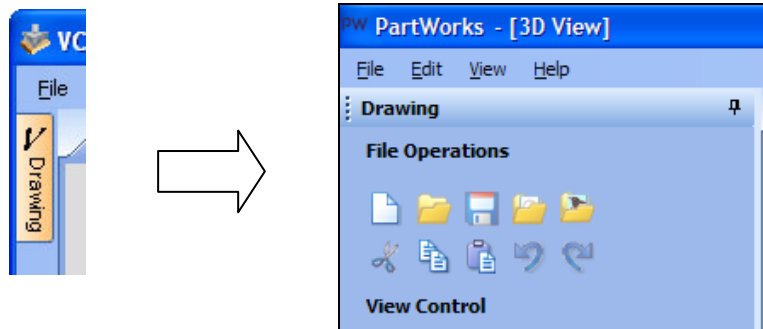 VC
File
Drawing
PW PartWorks - [3D View]
File Edit View Help
Drawing
File Operations
View Control